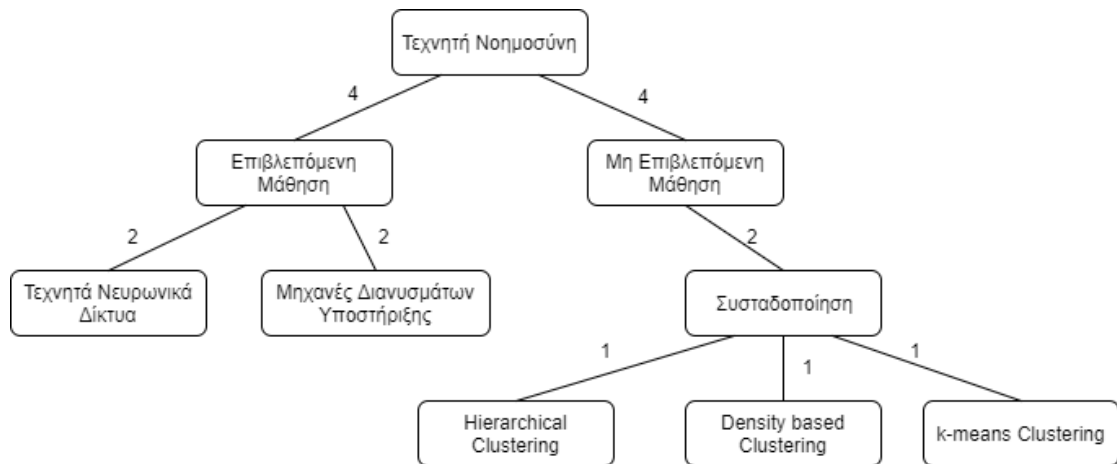 Τεχνητή Νοημοσύνη
4
4
Επιβλεπόμενη
Μάθηση
Μη Επιβλεπόμενη
Μάθηση
2
2
2
Τεχνητά Νευρωνικά
Δίκτυα
Μηχανές Διανυσμάτων
Υποστήριξης
Συσταδοποίηση
1
1
1
Hierarchical
Clustering
Density based
Clustering
k-means Clustering